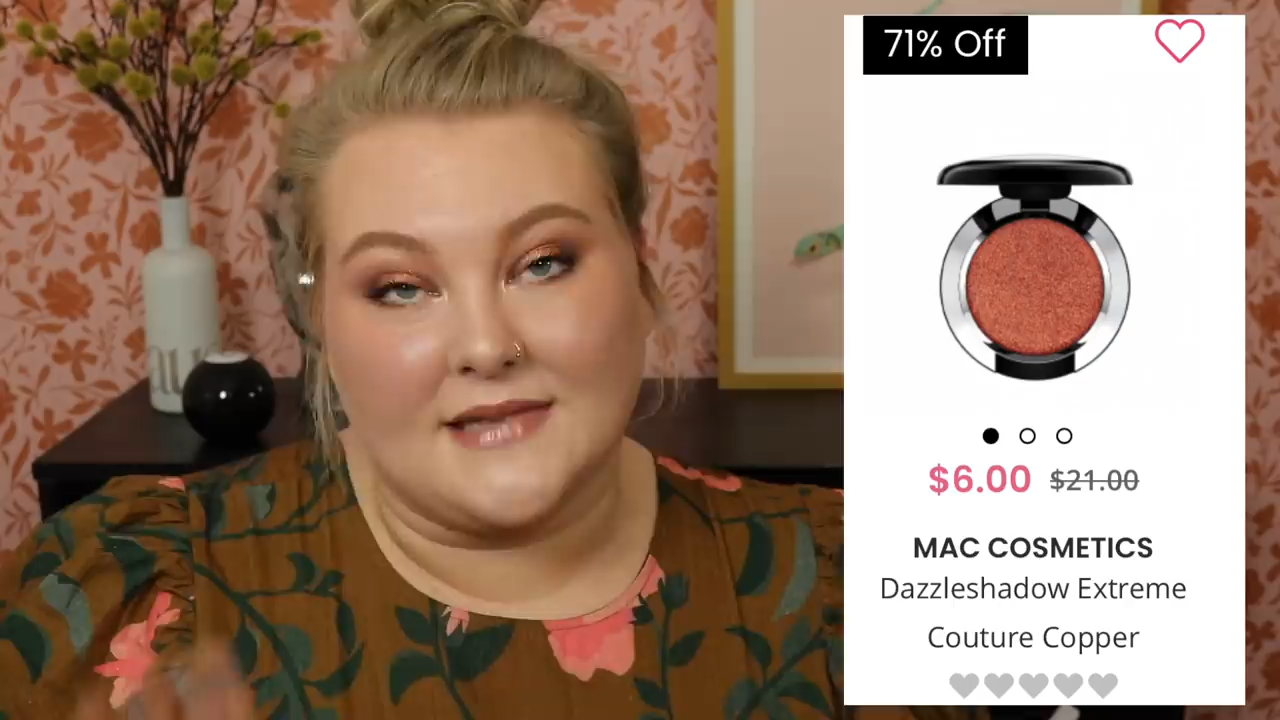 71% Off
$6.00 $21.00
MAC COSMETICS
Dazzleshadow Extreme
Couture Copper